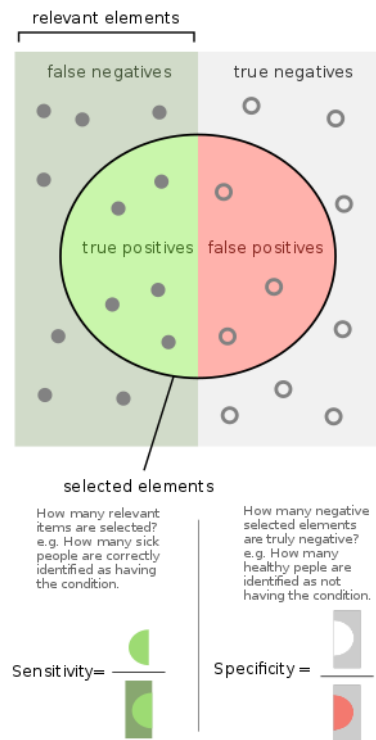 relevant elements
false negatives
true negatives
true positives
false positives
selected elements
How many relevant
items are selected?
e.g. How many sick
people are correctly
identified as having
the condition.
How many negative
selected elements
are truly negative?
e.g. How many
healthy peple are
identified as not
having the condition.
Sensitivity=
Specificity =